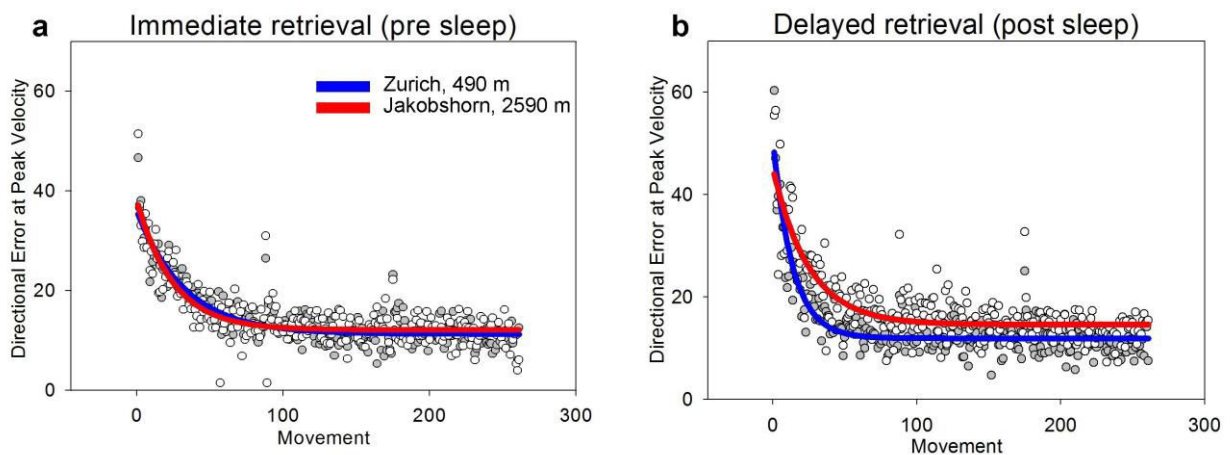 a
Immediate retrieval (pre sleep)
Directional Error at Peak Velocity
60
40
20
0
Zurich, 490 m
Jakobshorn, 2590 m
0 100 200 300
Movement
b
Delayed retrieval (post sleep)
Directional Error at Peak Velocity
60
40
20
0
0 100 200 300
Movement